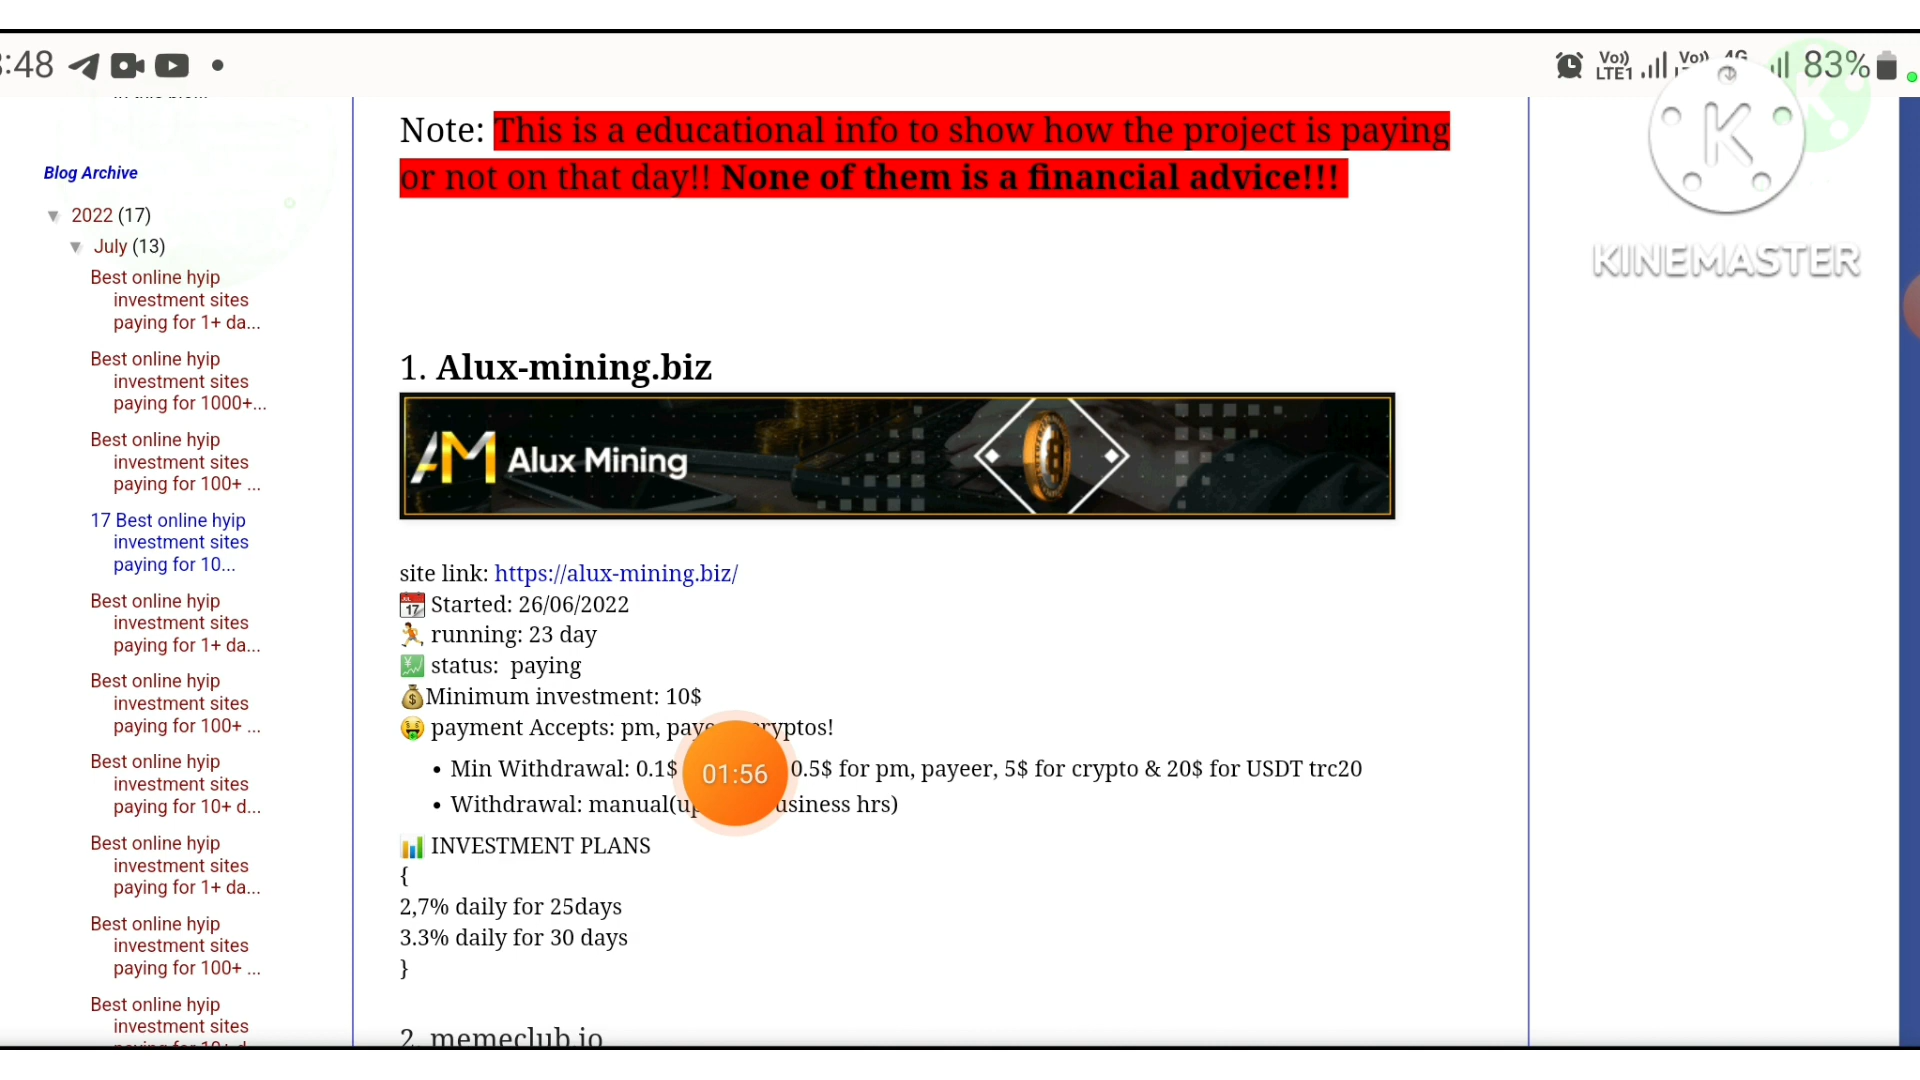 :48
Vo)) LTE1
Vo))
4G
83%
Note: This is a educational info to show how the project is paying
or not on that day!! None of them is a financial advice!!!
K
KINEMASTER
Blog Archive
▼ 2022 (17)
▼ July (13)
Best online hyip
investment sites
paying for 1+ da...
Best online hyip
investment sites
paying for 1000+...
Best online hyip
investment sites
paying for 100+ ...
17 Best online hyip
investment sites
paying for 10...
Best online hyip
investment sites
paying for 1+ da...
Best online hyip
investment sites
paying for 100+ ...
Best online hyip
investment sites
paying for 10+ d...
Best online hyip
investment sites
paying for 1+ da...
Best online hyip
investment sites
paying for 100+ ...
Best online hyip
investment sites
1. Alux-mining.biz
AM Alux Mining
site link: https://alux-mining.biz/
Started: 26/06/2022
running: 23 day
status: paying
Minimum investment: 10$
payment Accepts: pm,
• Min Withdrawal: 0.1$ 0.5$ for pm, payeer, 5$ for crypto & 20$ for USDT trc20
01:56
• Withdrawal: hrs)
INVESTMENT PLANS
{
2,7% daily for 25days
3.3% daily for 30 days
}
2. memeclub.io